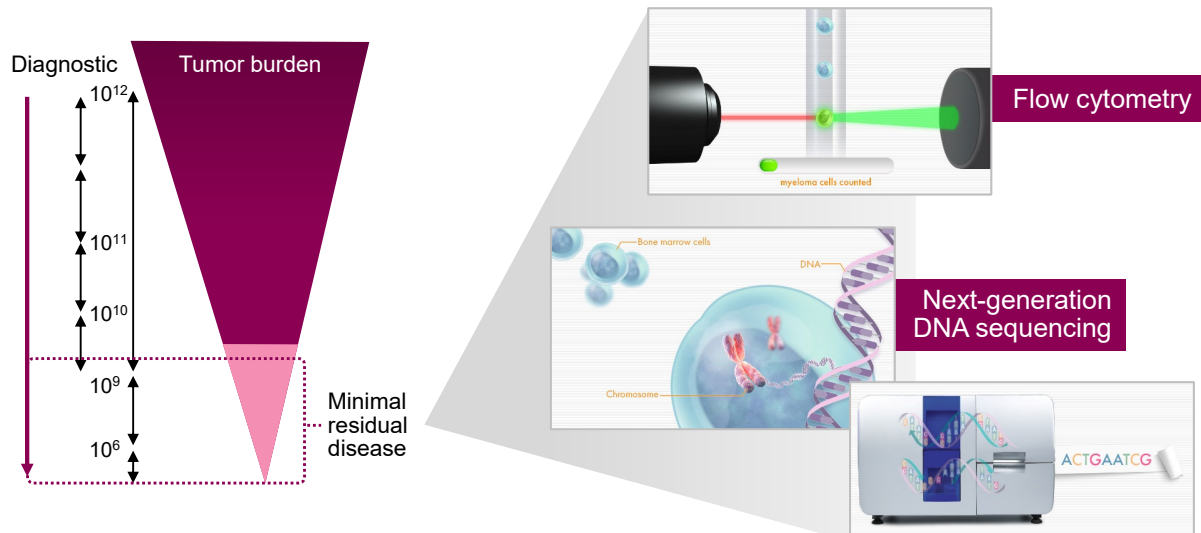 Diagnostic
Tumor burden
10¹²
10¹¹
10¹⁰
10⁹
10⁶
Minimal
residual
disease
myeloma cells counted
Flow cytometry
Bone marrow cells
DNA
Chromosome
Next-generation
DNA sequencing
ACTGAATCG